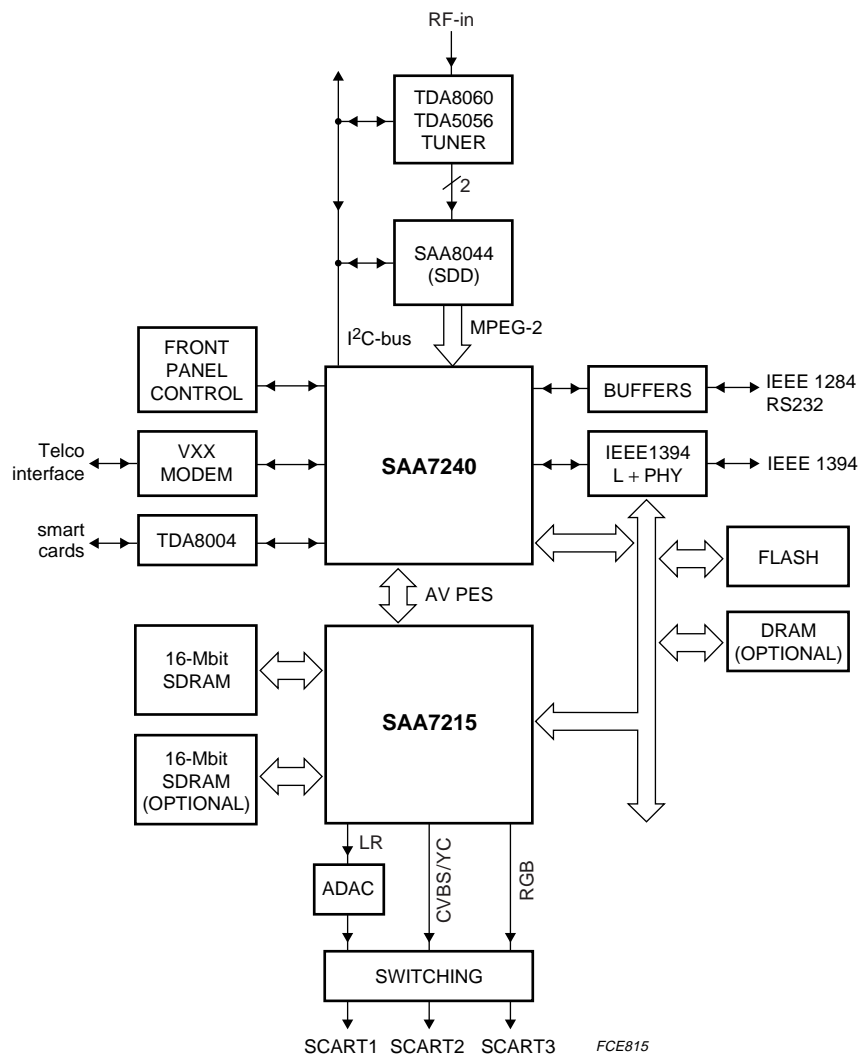 RF-in
TDA8060
TDA5056
TUNER
2
SAA8044
(SDD)
I²C-bus
MPEG-2
FRONT
PANEL
CONTROL
BUFFERS
IEEE 1284
RS232
Telco
interface
VXX
MODEM
SAA7240
IEEE1394
L + PHY
IEEE 1394
smart
cards
TDA8004
FLASH
AV PES
16-Mbit
SDRAM
DRAM
(OPTIONAL)
SAA7215
16-Mbit
SDRAM
(OPTIONAL)
LR
CVBS/YC
RGB
ADAC
SWITCHING
SCART1 SCART2 SCART3
FCE815